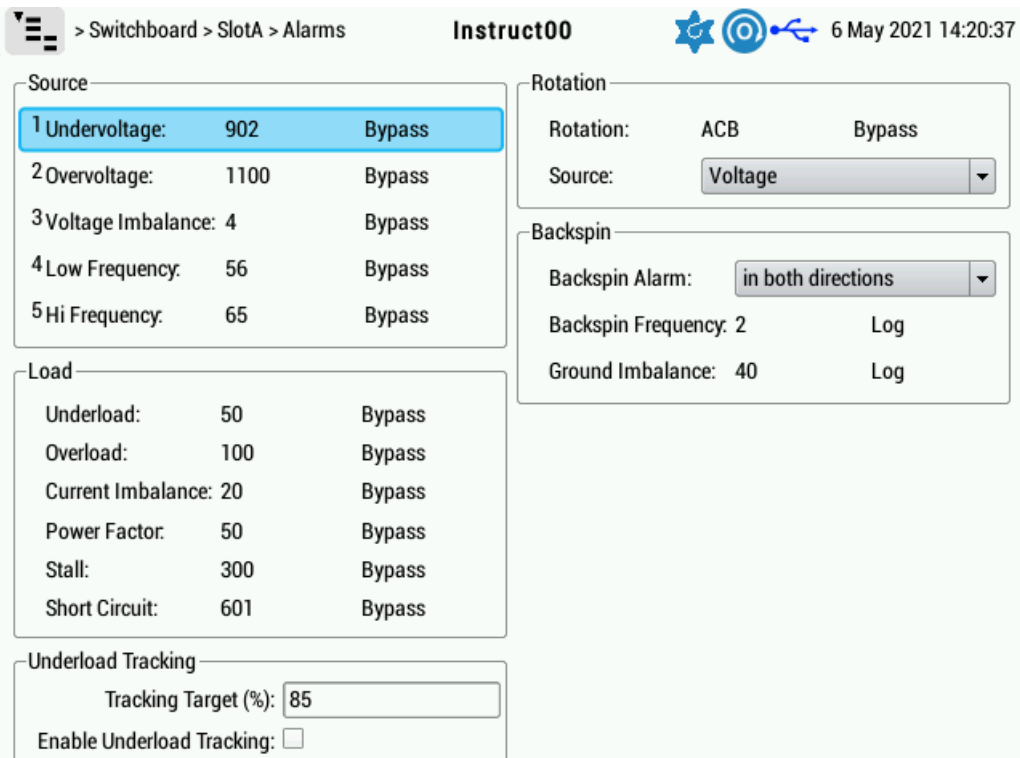 > Switchboard > SlotA > Alarms Instruct00 6 May 2021 14:20:37
Source
1 Undervoltage: 902 Bypass
2 Overvoltage: 1100 Bypass
3 Voltage Imbalance: 4 Bypass
4 Low Frequency: 56 Bypass
5 Hi Frequency: 65 Bypass
Load
Underload: 50 Bypass
Overload: 100 Bypass
Current Imbalance: 20 Bypass
Power Factor: 50 Bypass
Stall: 300 Bypass
Short Circuit: 601 Bypass
Underload Tracking
Tracking Target (%): 85
Enable Underload Tracking:
Rotation
Rotation: ACB Bypass
Source: Voltage
Backspin
Backspin Alarm: in both directions
Backspin Frequency: 2 Log
Ground Imbalance: 40 Log